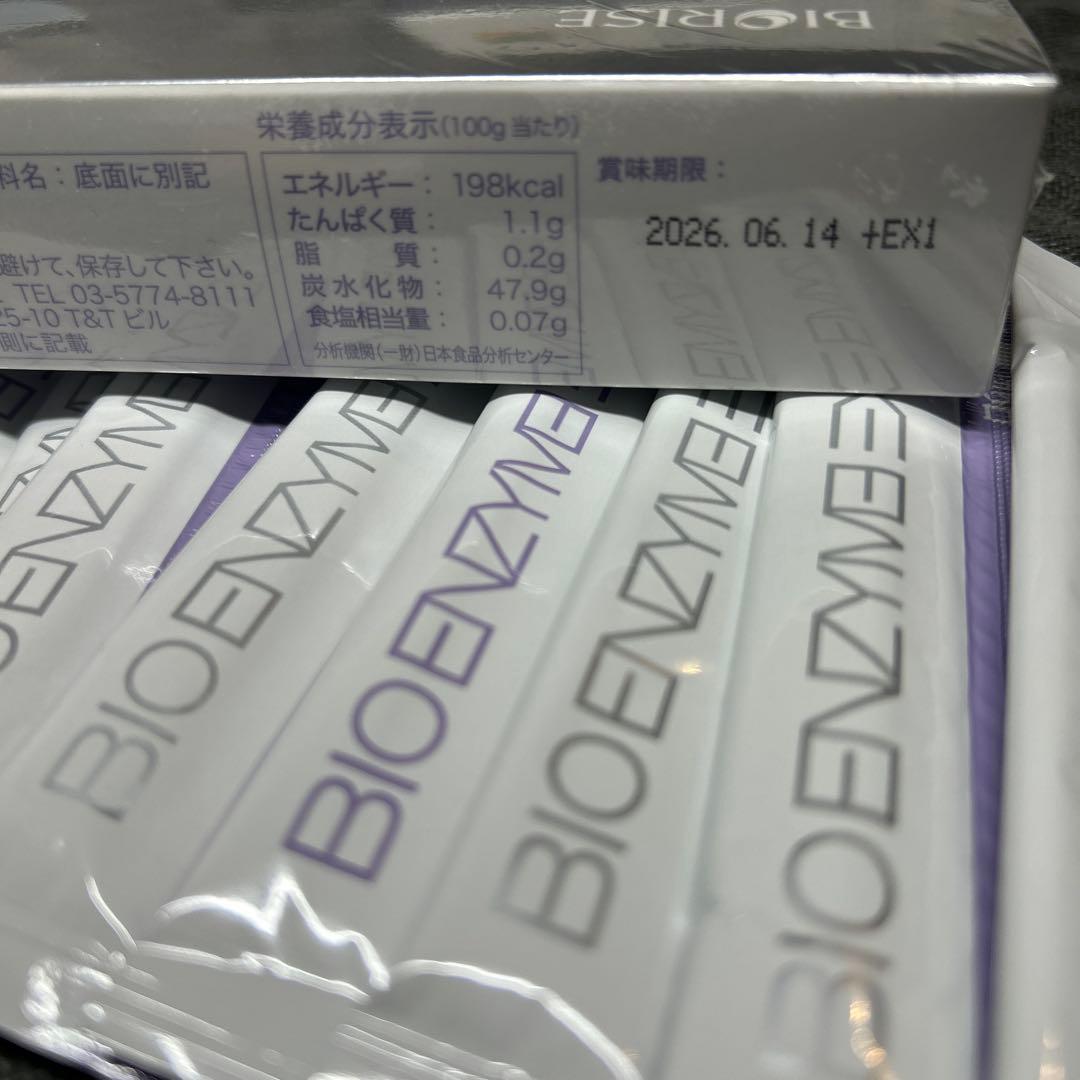 BIORISE
栄養成分表示(100g当たり)
料名：底面に別記
避けて、保存して下さい。
TEL 03-5774-8111
25-10 T&Tビル
側に記載
エネルギー： 198kcal
たんぱく質： 1.1g
脂　　質： 0.2g
炭水化物： 47.9g
食塩相当量： 0.07g
分析機関(一財)日本食品分析センター
賞味期限：
2026. 06. 14 +EX1
BIOENZYME
BIOENZYME
BIOENZYME
BIOENZYME